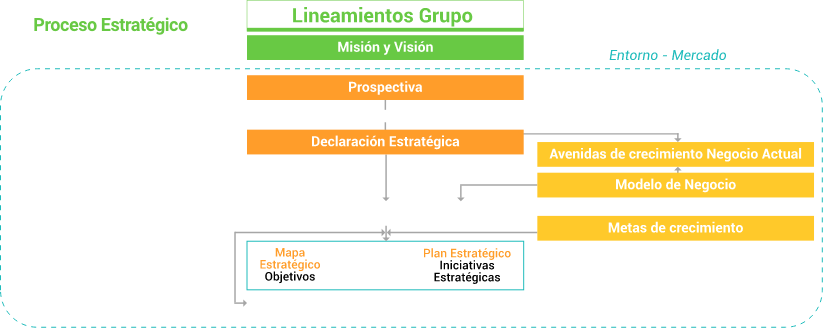 Proceso Estratégico
Lineamientos Grupo
Misión y Visión
Entorno - Mercado
Prospectiva
Declaración Estratégica
Avenidas de crecimiento Negocio Actual
Modelo de Negocio
Metas de crecimiento
Mapa
Estratégico
Objetivos
Plan Estratégico
Iniciativas
Estratégicas